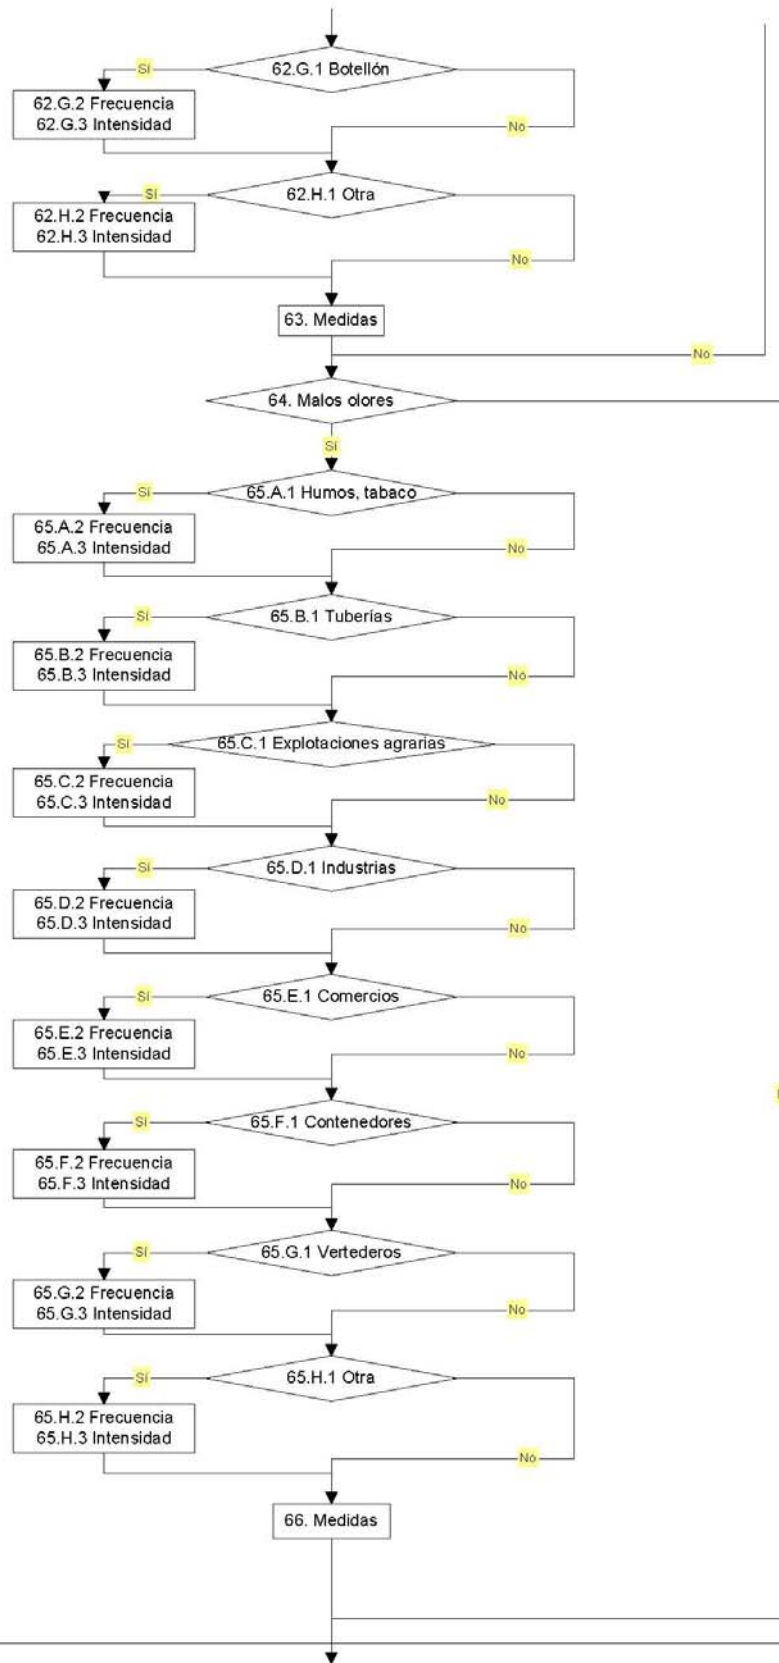 62.G.1 Botellón
Sí
62.G.2 Frecuencia
62.G.3 Intensidad
No
62.H.1 Otra
Sí
62.H.2 Frecuencia
62.H.3 Intensidad
No
63. Medidas
No
64. Malos olores
Sí
65.A.1 Humos, tabaco
Sí
65.A.2 Frecuencia
65.A.3 Intensidad
No
65.B.1 Tuberías
Sí
65.B.2 Frecuencia
65.B.3 Intensidad
No
65.C.1 Explotaciones agrarias
Sí
65.C.2 Frecuencia
65.C.3 Intensidad
No
65.D.1 Industrias
Sí
65.D.2 Frecuencia
65.D.3 Intensidad
No
65.E.1 Comercios
Sí
65.E.2 Frecuencia
65.E.3 Intensidad
No
65.F.1 Contenedores
Sí
65.F.2 Frecuencia
65.F.3 Intensidad
No
65.G.1 Vertederos
Sí
65.G.2 Frecuencia
65.G.3 Intensidad
No
65.H.1 Otra
Sí
65.H.2 Frecuencia
65.H.3 Intensidad
No
66. Medidas